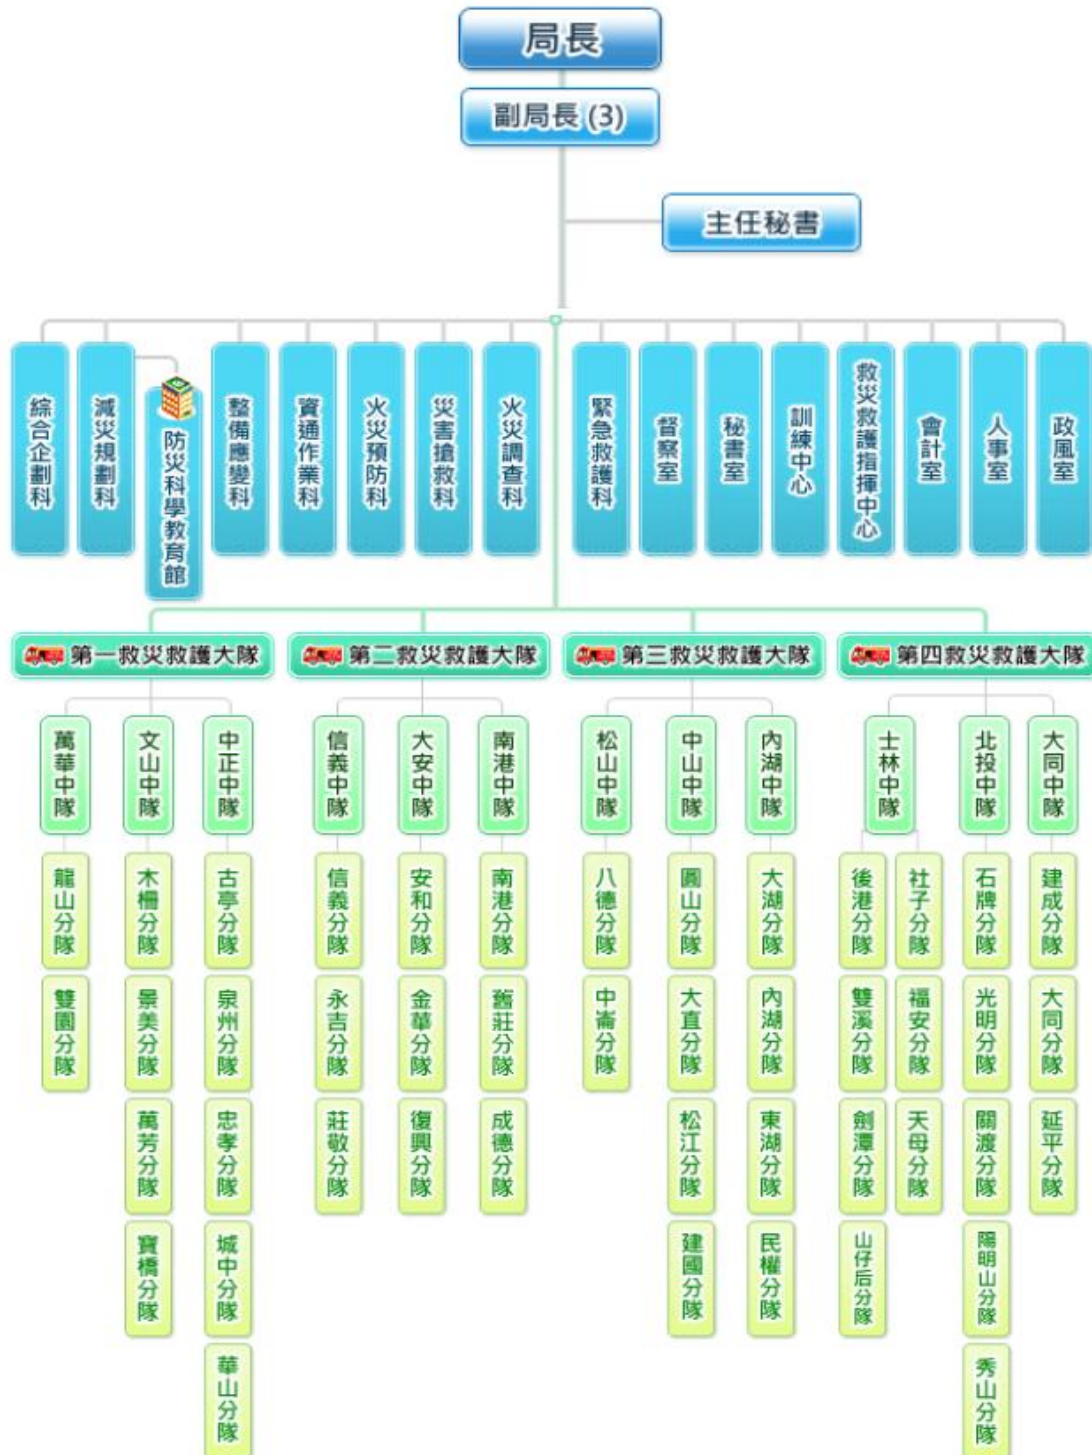 局長
副局長 (3)
主任秘書
綜合企劃科
減災規劃科
防災科學教育館
整備應變科
資通作業科
火災預防科
災害搶救科
火災調查科
緊急救護科
督察室
秘書室
訓練中心
救災救護指揮中心
會計室
人事室
政風室
第一救災救護大隊
第二救災救護大隊
第三救災救護大隊
第四救災救護大隊
萬華中隊
文山中隊
中正中隊
信義中隊
大安中隊
南港中隊
松山中隊
中山中隊
內湖中隊
士林中隊
北投中隊
大同中隊
龍山分隊
木柵分隊
古亭分隊
信義分隊
安和分隊
南港分隊
八德分隊
圓山分隊
大湖分隊
後港分隊
社子分隊
石牌分隊
建成分隊
雙園分隊
景美分隊
泉州分隊
永吉分隊
金華分隊
舊莊分隊
中崙分隊
大直分隊
內湖分隊
雙溪分隊
福安分隊
光明分隊
大同分隊
萬芳分隊
忠孝分隊
莊敬分隊
復興分隊
成德分隊
松江分隊
東湖分隊
劍潭分隊
天母分隊
關渡分隊
延平分隊
寶橋分隊
城中分隊
建國分隊
民權分隊
山仔后分隊
陽明山分隊
華山分隊
秀山分隊